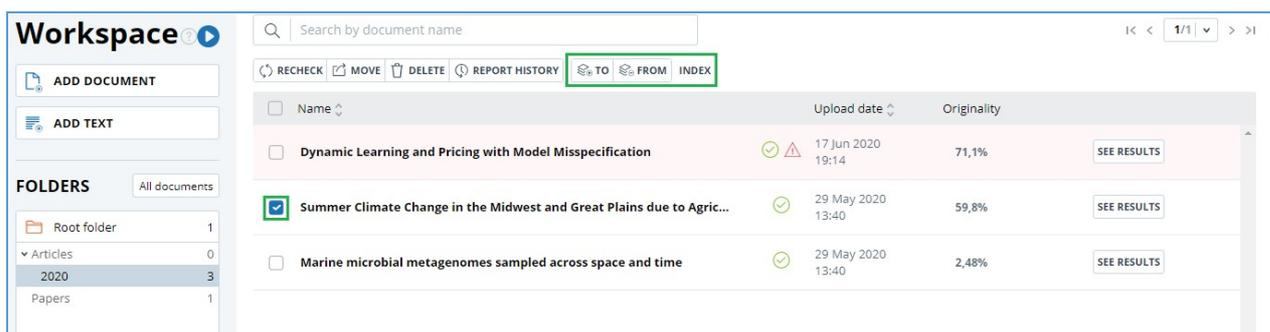 Workspace
ADD DOCUMENT
ADD TEXT
FOLDERS All documents
Root folder 1
Articles 0
2020 3
Papers 1
Search by document name
1/1
RECHECK MOVE DELETE REPORT HISTORY TO FROM INDEX
Name Upload date Originality
Dynamic Learning and Pricing with Model Misspecification 17 Jun 2020 71,1% SEE RESULTS
19:14
Summer Climate Change in the Midwest and Great Plains due to Agric... 29 May 2020 59,8% SEE RESULTS
13:40
Marine microbial metagenomes sampled across space and time 29 May 2020 2,48% SEE RESULTS
13:40